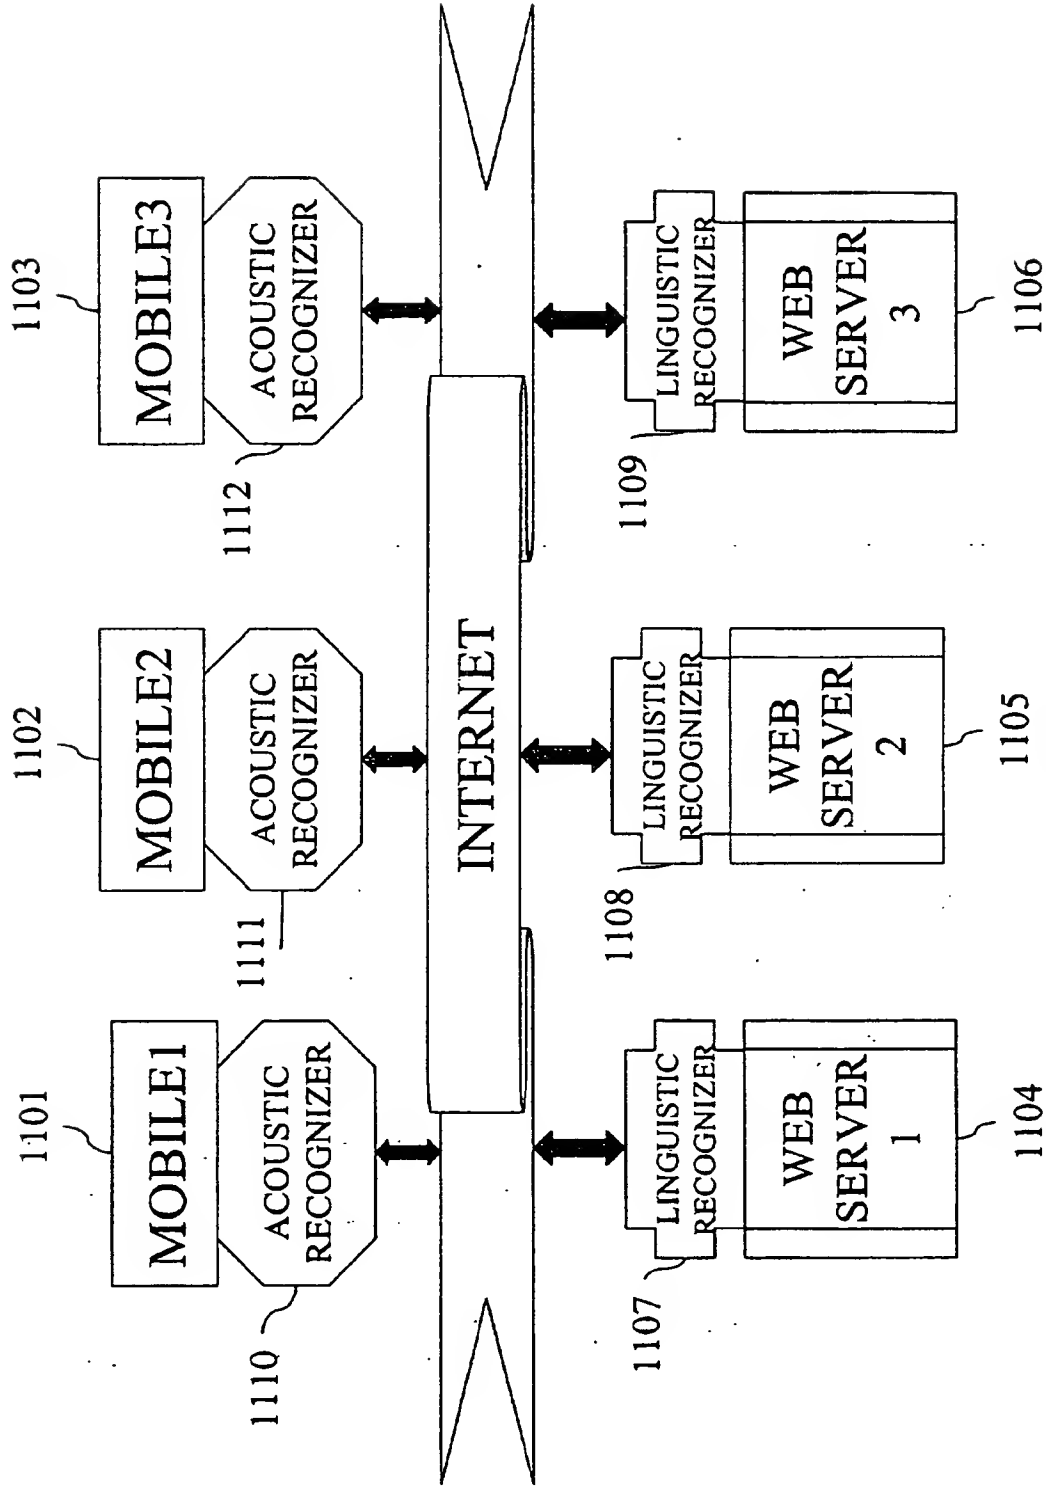 1101
1102
1103
MOBILE1
MOBILE2
MOBILE3
ACOUSTIC
RECOGNIZER
ACOUSTIC
RECOGNIZER
ACOUSTIC
RECOGNIZER
1110
1111
1112
INTERNET
1107
1108
1109
LINGUISTIC
RECOGNIZER
LINGUISTIC
RECOGNIZER
LINGUISTIC
RECOGNIZER
WEB
SERVER
1
WEB
SERVER
2
WEB
SERVER
3
1104
1105
1106